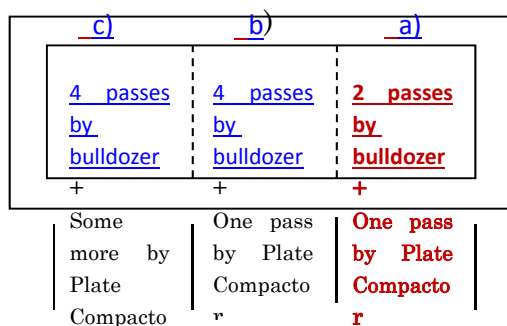 c) b) a)
4 passes by bulldozer + Some more by Plate Compacto
4 passes by bulldozer + One pass by Plate Compacto r
2 passes by bulldozer + One pass by Plate Compacto r